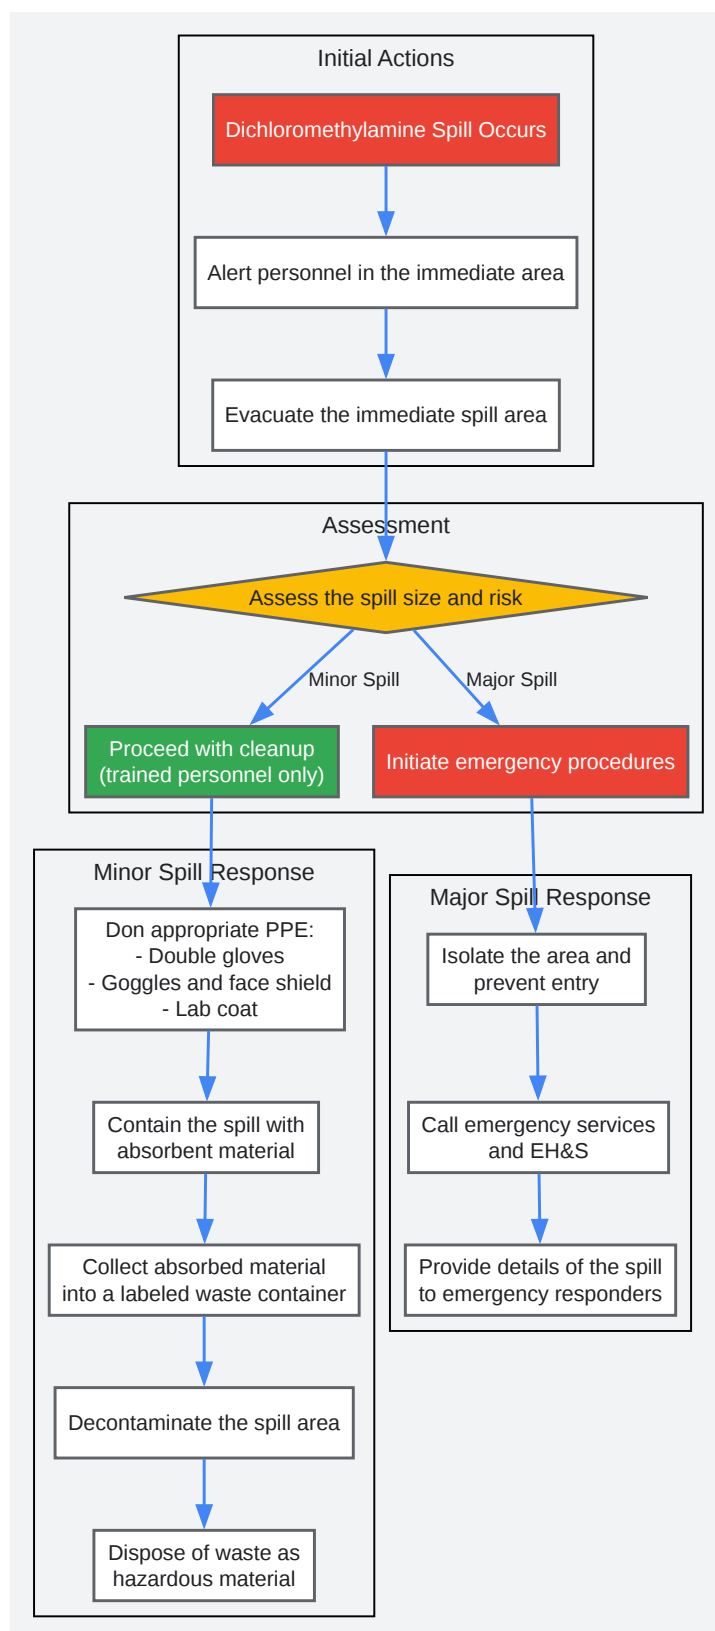 Initial Actions
Dichloromethylamine Spill Occurs
Alert personnel in the immediate area
Evacuate the immediate spill area
Assessment
Assess the spill size and risk
Minor Spill
Major Spill
Proceed with cleanup
(trained personnel only)
Initiate emergency procedures
Minor Spill Response
Don appropriate PPE:
- Double gloves
- Goggles and face shield
- Lab coat
Contain the spill with
absorbent material
Collect absorbed material
into a labeled waste container
Decontaminate the spill area
Dispose of waste as
hazardous material
Major Spill Response
Isolate the area and
prevent entry
Call emergency services
and EH&S
Provide details of the spill
to emergency responders